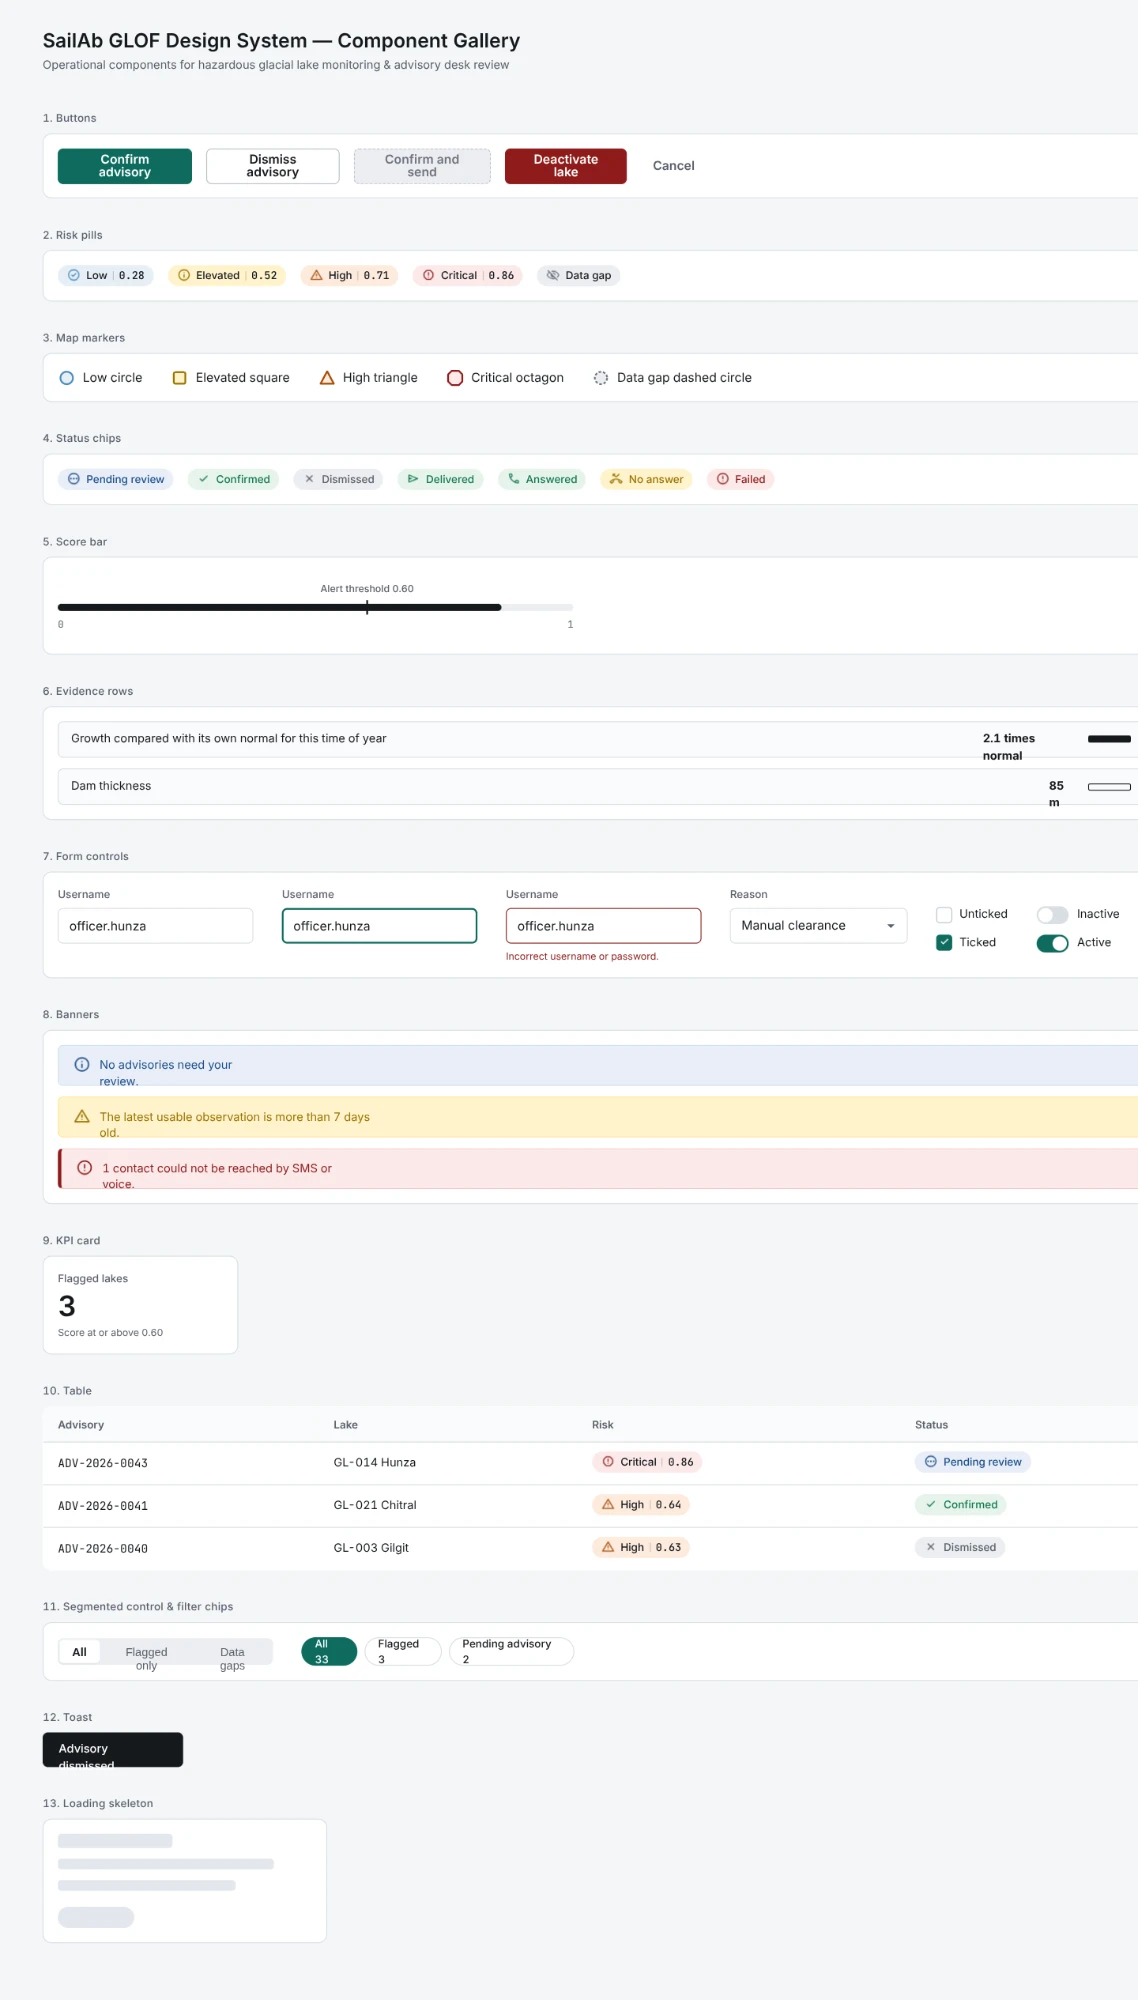 SailAb GLOF Design System — Component Gallery
Operational components for hazardous glacial lake monitoring & advisory desk review
1. Buttons
Confirm
advisory
Dismiss
advisory
Confirm and
send
Deactivate
lake
Cancel
2. Risk pills
Low | 0.28
Elevated | 0.52
High | 0.71
Critical | 0.86
Data gap
3. Map markers
Low circle
Elevated square
High triangle
Critical octagon
Data gap dashed circle
4. Status chips
Pending review
Confirmed
Dismissed
Delivered
Answered
No answer
Failed
5. Score bar
Alert threshold 0.60
0
1
6. Evidence rows
Growth compared with its own normal for this time of year
2.1 times
normal
Dam thickness
85
m
7. Form controls
Username
officer.hunza
Username
officer.hunza
Username
officer.hunza
Incorrect username or password.
Reason
Manual clearance
Unticked
Ticked
Inactive
Active
8. Banners
No advisories need your
review.
The latest usable observation is more than 7 days
old.
1 contact could not be reached by SMS or
voice.
9. KPI card
Flagged lakes
3
Score at or above 0.60
10. Table
Advisory Lake Risk Status
ADV-2026-0043 GL-014 Hunza Critical | 0.86 Pending review
ADV-2026-0041 GL-021 Chitral High | 0.64 Confirmed
ADV-2026-0040 GL-003 Gilgit High | 0.63 Dismissed
11. Segmented control & filter chips
All
Flagged
only
Data
gaps
All
33
Flagged
3
Pending advisory
2
12. Toast
Advisory
dismissed
13. Loading skeleton